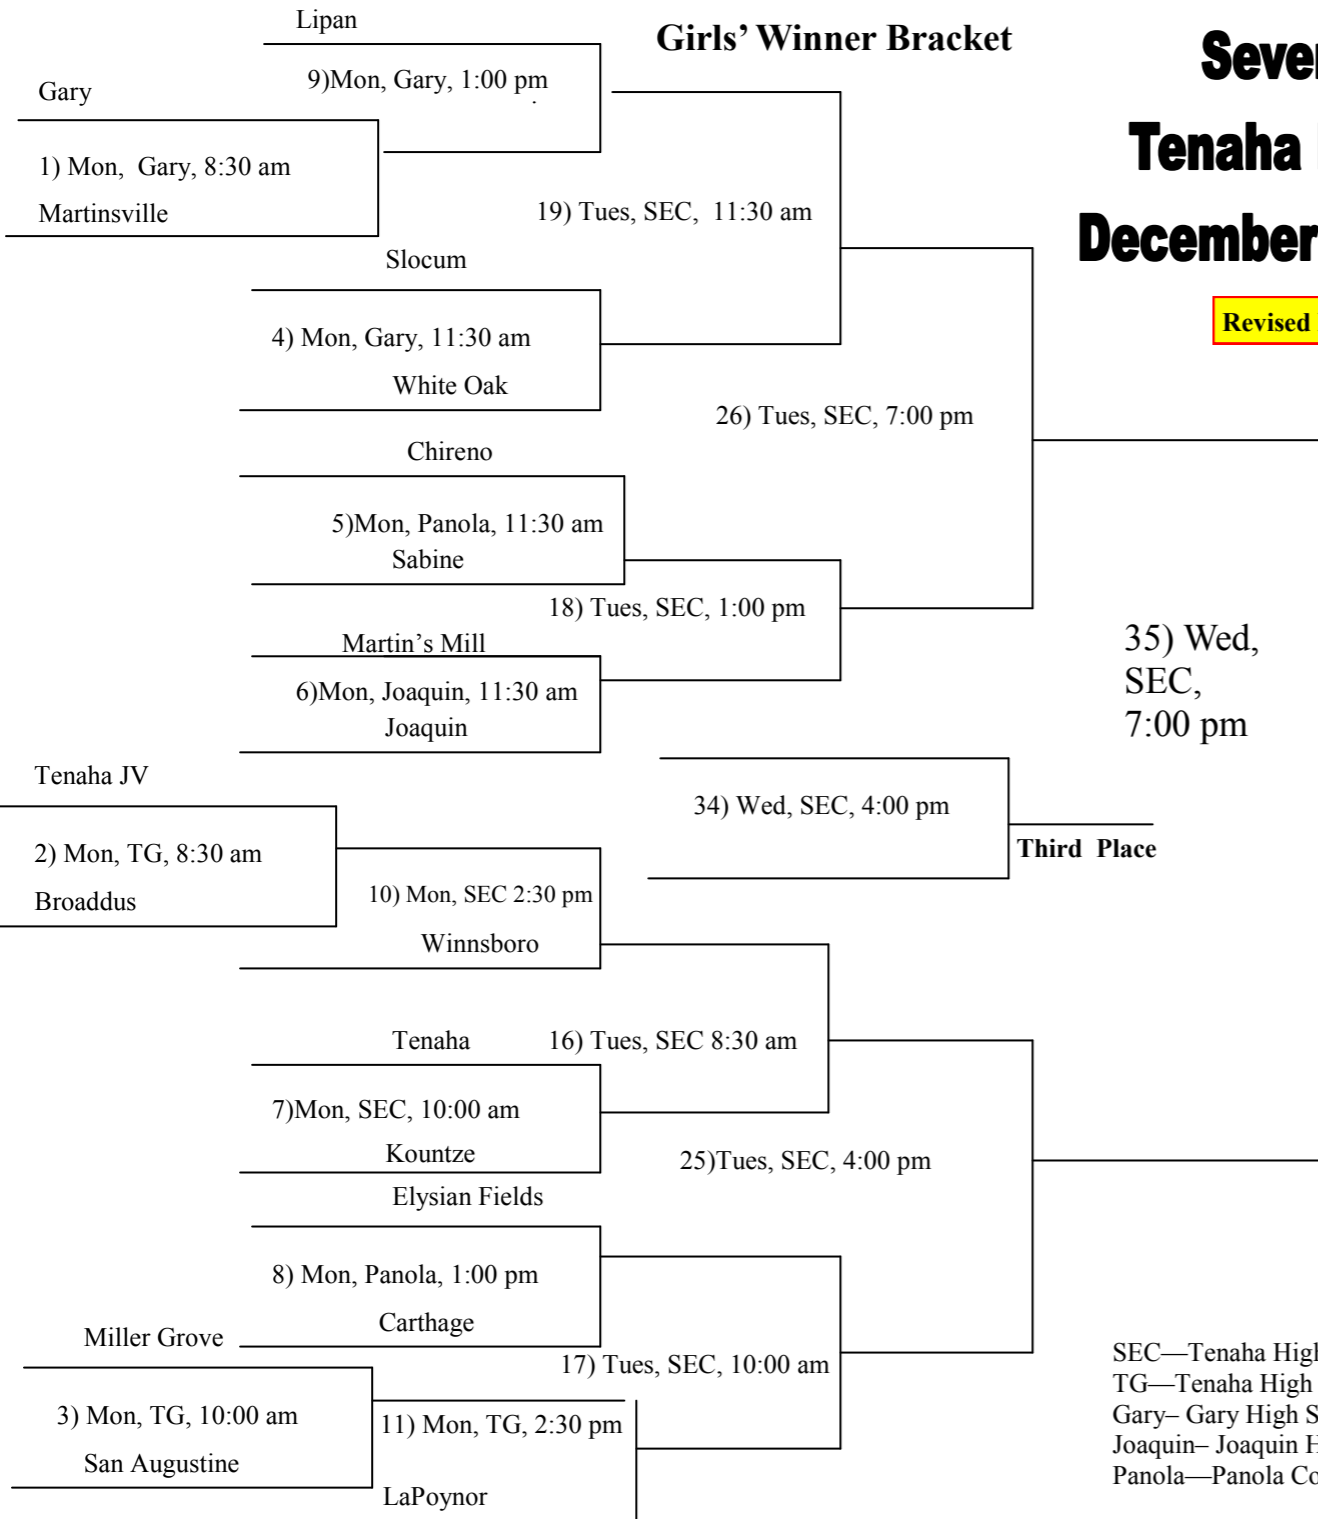 Lipan
Girls' Winner Bracket
Seven
Tenaha
December
Revised
Gary
9)Mon, Gary, 1:00 pm
1) Mon, Gary, 8:30 am
Martinsville
19) Tues, SEC, 11:30 am
Slocum
4) Mon, Gary, 11:30 am
White Oak
26) Tues, SEC, 7:00 pm
Chireno
5)Mon, Panola, 11:30 am
Sabine
18) Tues, SEC, 1:00 pm
Martin's Mill
6)Mon, Joaquin, 11:30 am
Joaquin
35) Wed,
SEC,
7:00 pm
Tenaha JV
34) Wed, SEC, 4:00 pm
Third Place
2) Mon, TG, 8:30 am
Broaddus
10) Mon, SEC 2:30 pm
Winnsboro
Tenaha
16) Tues, SEC 8:30 am
7)Mon, SEC, 10:00 am
Kountze
25)Tues, SEC, 4:00 pm
Elysian Fields
8) Mon, Panola, 1:00 pm
Carthage
Miller Grove
17) Tues, SEC, 10:00 am
3) Mon, TG, 10:00 am
San Augustine
11) Mon, TG, 2:30 pm
LaPoynor
SEC—Tenaha High
TG—Tenaha High
Gary– Gary High S
Joaquin– Joaquin H
Panola—Panola Co